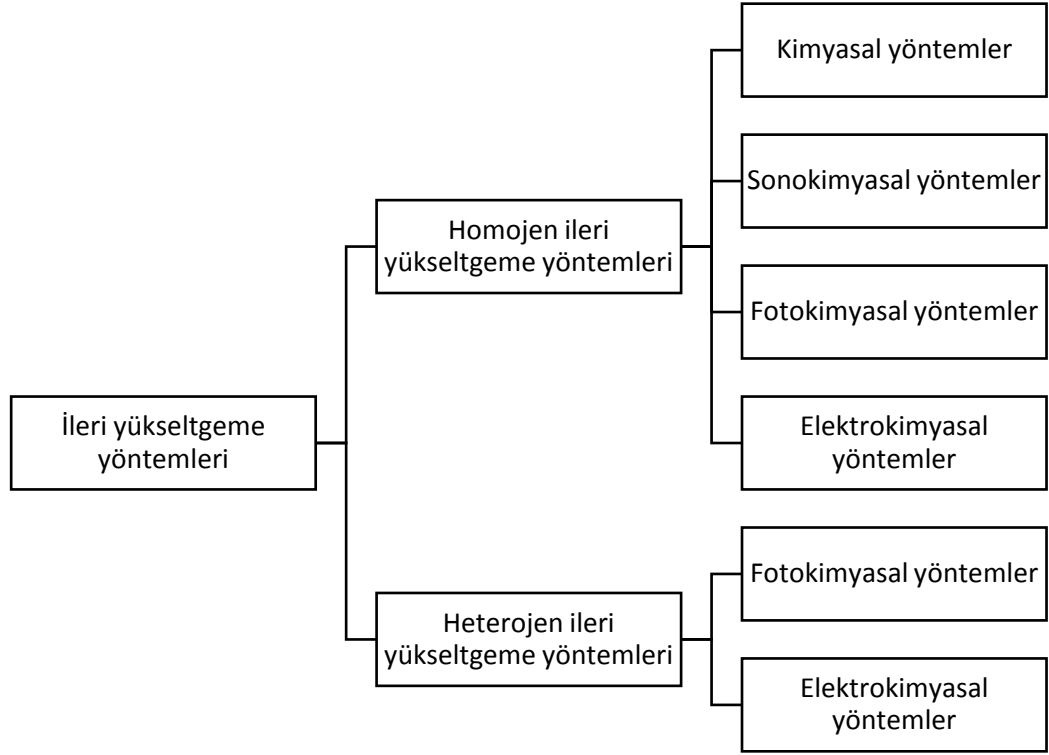 Kimyasal yöntemler
Sonokimyasal yöntemler
Homojen ileri
yükseltgeme yöntemleri
Fotokimyasal yöntemler
İleri yükseltgeme
yöntemleri
Elektrokimyasal
yöntemler
Fotokimyasal yöntemler
Heterojen ileri
yükseltgeme yöntemleri
Elektrokimyasal
yöntemler